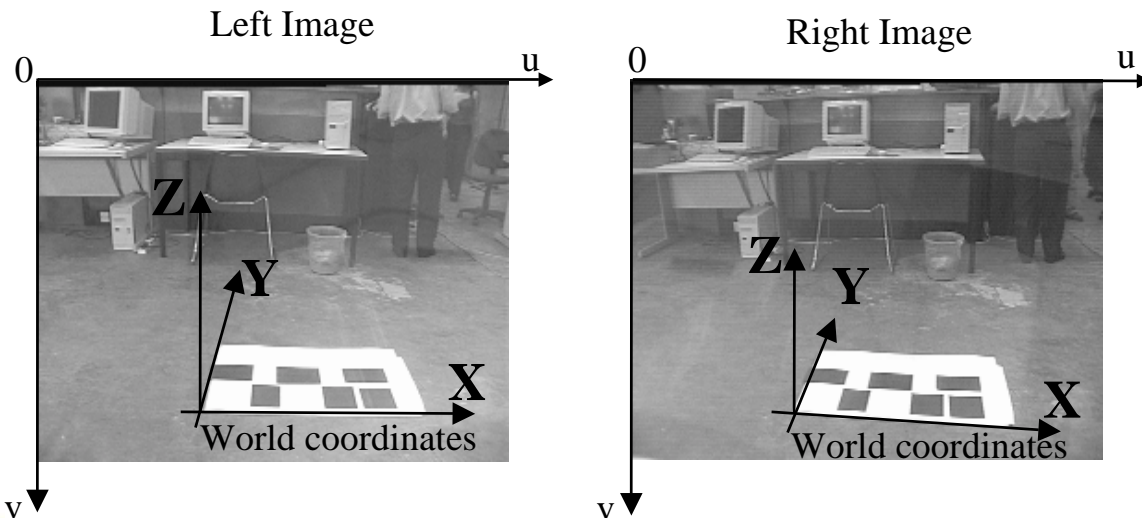 Left Image
0
u
Z
Y
X
World coordinates
v
Right Image
0
u
Z
Y
X
World coordinates
v